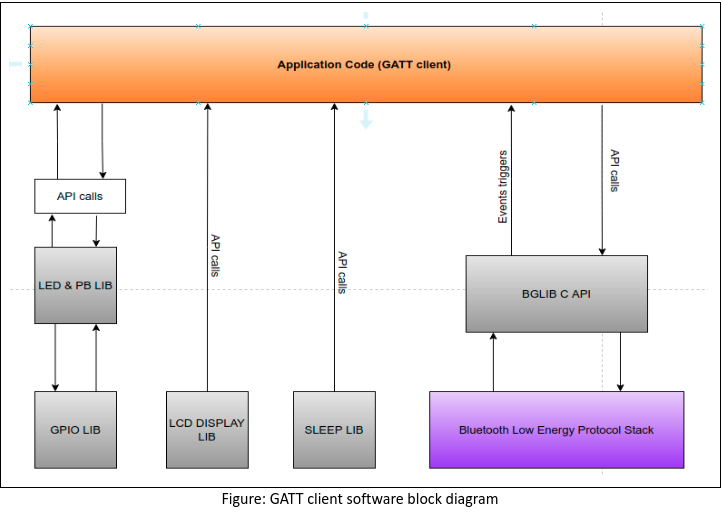 Application Code (GATT client)
Events triggers
API calls
API calls
API calls
API calls
LED & PB LIB
BGLIB C API
GPIO LIB
LCD DISPLAY
LIB
SLEEP LIB
Bluetooth Low Energy Protocol Stack
Figure: GATT client software block diagram